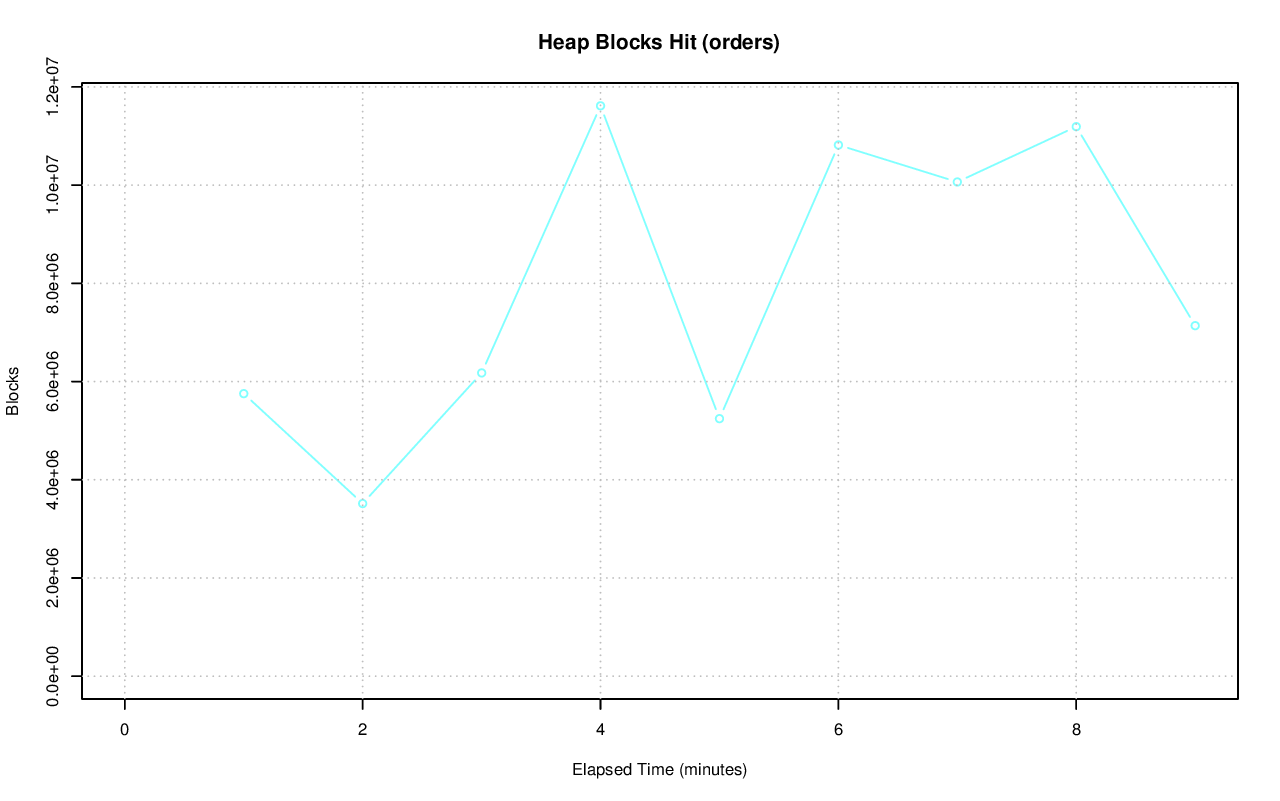 Heap Blocks Hit (orders)
1.2e+07
1.0e+07
8.0e+06
6.0e+06
4.0e+06
2.0e+06
0.0e+00
Blocks
0 2 4 6 8
Elapsed Time (minutes)